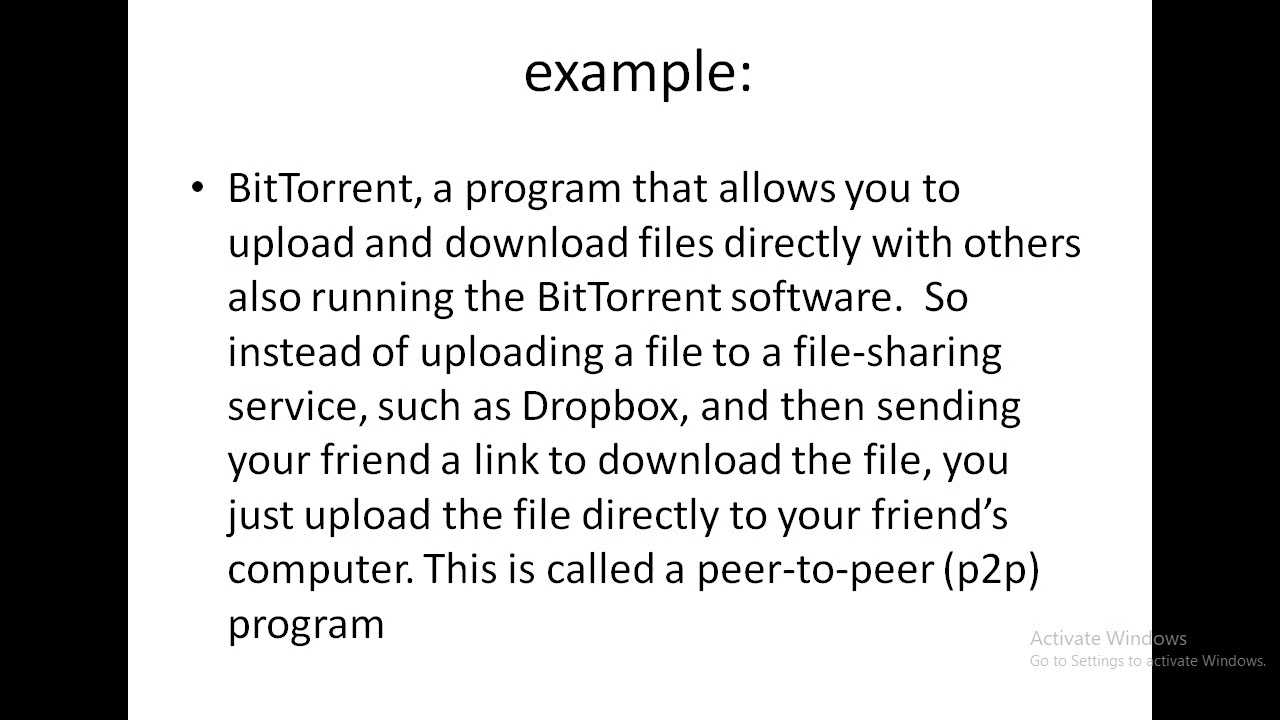 example:
• BitTorrent, a program that allows you to
upload and download files directly with others
also running the BitTorrent software.  So
instead of uploading a file to a file-sharing
service, such as Dropbox, and then sending
your friend a link to download the file, you
just upload the file directly to your friend’s
computer. This is called a peer-to-peer (p2p)
program
Activate Windows
Go to Settings to activate Windows.